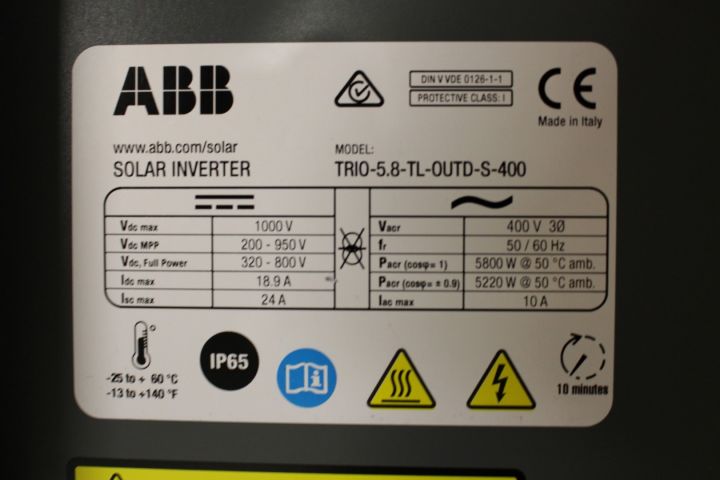 ABB
DIN V VDE 0126-1-1
PROTECTIVE CLASS: I
CE
Made in Italy
www.abb.com/solar
SOLAR INVERTER
MODEL:
TRIO-5.8-TL-OUTD-S-400
Vdc max 1000 V
Vdc MPP 200 - 950 V
Vdc, Full Power 320 - 800 V
Idc max 18.9 A
Isc max 24 A
Vacr 400 V 3Ø
fr 50 / 60 Hz
Pacr (cosφ= 1) 5800 W @ 50 °C amb.
Pacr (cosφ= ± 0.9) 5220 W @ 50 °C amb.
Iac max 10 A
-25 to + 60 °C
-13 to +140 °F
IP65
10 minutes